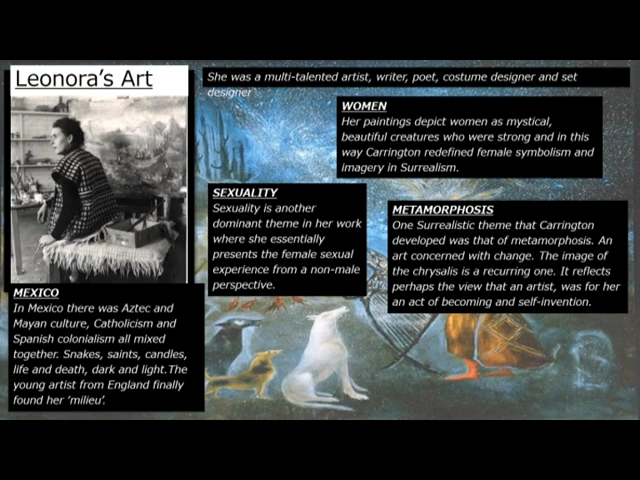 Leonora's Art
She was a multi-talented artist, writer, poet, costume designer and set
designer
WOMEN
Her paintings depict women as mystical,
beautiful creatures who were strong and in this
way Carrington redefined female symbolism and
imagery in Surrealism.
SEXUALITY
Sexuality is another
dominant theme in her work
where she essentially
presents the female sexual
experience from a non-male
perspective.
METAMORPHOSIS
One Surrealistic theme that Carrington
developed was that of metamorphosis. An
art concerned with change. The image of
the chrysalis is a recurring one. It reflects
perhaps the view that an artist, was for her
an act of becoming and self-invention.
MEXICO
In Mexico there was Aztec and
Mayan culture, Catholicism and
Spanish colonialism all mixed
together. Snakes, saints, candles,
life and death, dark and light.The
young artist from England finally
found her 'milieu'.